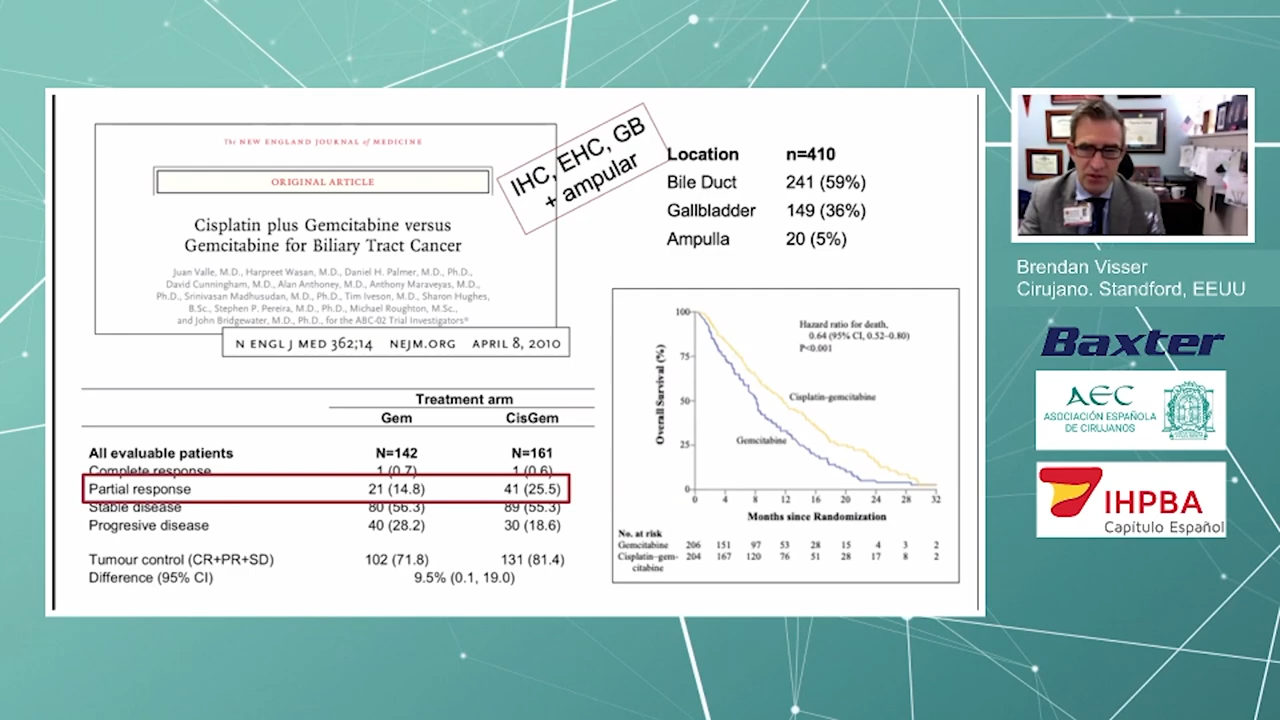 The NEW ENGLAND JOURNAL of MEDICINE
ORIGINAL ARTICLE
Cisplatin plus Gemcitabine versus
Gemcitabine for Biliary Tract Cancer
Juan Valle, M.D., Harpreet Wasan, M.D., Daniel H. Palmer, M.D., Ph.D.,
David Cunningham, M.D., Alan Anthoney, M.D., Anthony Maraveyas, M.D.,
Ph.D., Srinivasan Madhusudan, M.D., Ph.D., Tim Iveson, M.D., Sharon Hughes,
B.Sc., Stephen P. Pereira, M.D., Ph.D., Michael Roughton, M.Sc.,
and John Bridgewater, M.D., Ph.D., for the ABC-02 Trial Investigators*
N ENGL J MED 362;14 NEJM.ORG APRIL 8, 2010
IHC, EHC, GB
+ ampular
Location n=410
Bile Duct 241 (59%)
Gallbladder 149 (36%)
Ampulla 20 (5%)
Treatment arm
Gem CisGem
All evaluable patients N=142 N=161
Complete response 1 (0.7) 1 (0.6)
Partial response 21 (14.8) 41 (25.5)
Stable disease 80 (56.3) 89 (55.3)
Progresive disease 40 (28.2) 30 (18.6)
Tumour control (CR+PR+SD) 102 (71.8) 131 (81.4)
Difference (95% CI) 9.5% (0.1, 19.0)
Overall Survival (%)
100
75
50
25
0
Hazard ratio for death,
0.64 (95% CI, 0.52–0.80)
P<0.001
Cisplatin–gemcitabine
Gemcitabine
0 4 8 12 16 20 24 28 32
Months since Randomization
No. at risk
Gemcitabine 206 151 97 53 28 15 4 3 2
Cisplatin–gem- 204 167 120 76 51 28 17 8 2
citabine
Brendan Visser
Cirujano. Standford, EEUU
Baxter
AEC
ASOCIACIÓN ESPAÑOLA
DE CIRUJANOS
IHPBA
Capítulo Español